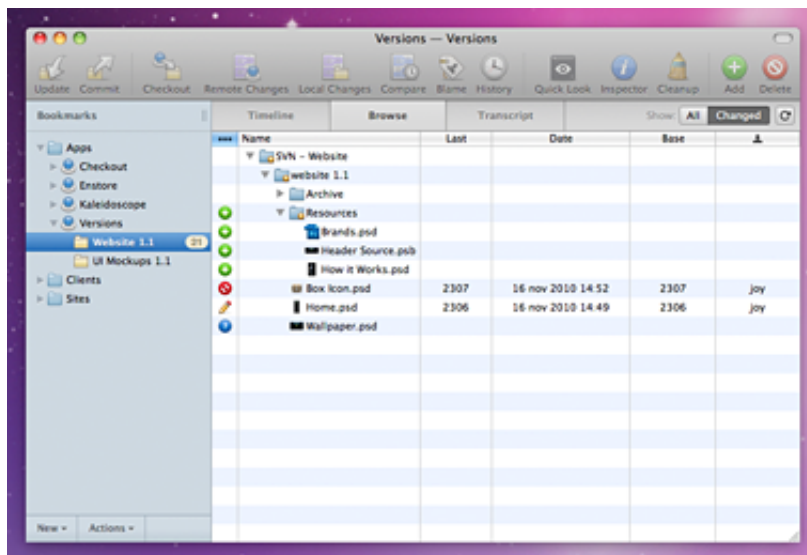 Versions — Versions
Update Commit Checkout Remote Changes Local Changes Compare Blame History Quick Look Inspector Cleanup Add Delete
Bookmarks Timeline Browse Transcript Show: All Changed
Name Last Date Base
Apps
Checkout
Enstore
Kaleidoscope
Versions
Website 1.1 21
UI Mockups 1.1
Clients
Sites
SVN - Website
website 1.1
Archive
Resources
Brands.psd
Header Source.psb
How it Works.psd
Box Icon.psd 2307 16 nov 2010 14:52 2307 joy
Home.psd 2306 16 nov 2010 14:49 2306 joy
Wallpaper.psd
New Actions